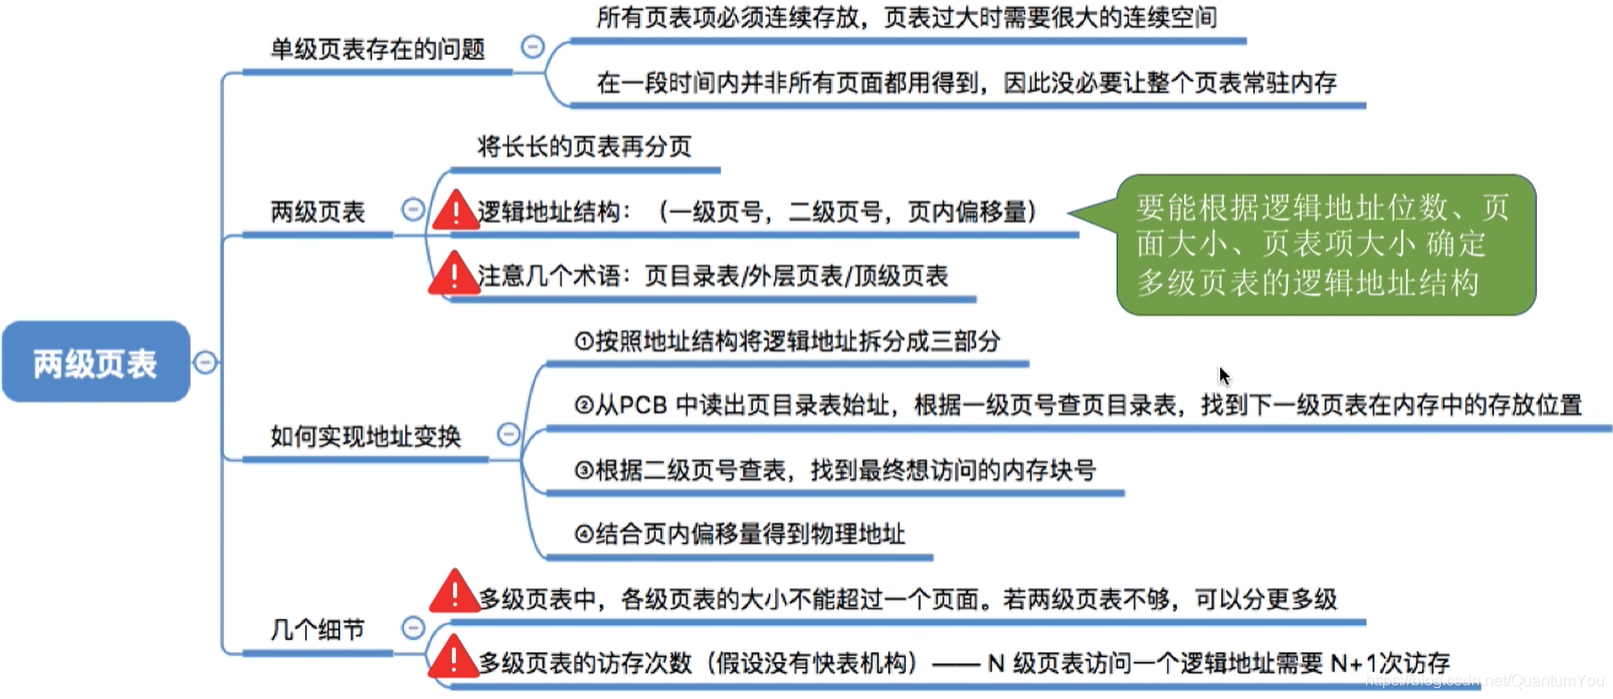 所有页表项必须连续存放，页表过大时需要很大的连续空间
单级页表存在的问题
在一段时间内并非所有页面都用得到，因此没必要让整个页表常驻内存
将长长的页表再分页
两级页表
逻辑地址结构：（一级页号，二级页号，页内偏移量）
要能根据逻辑地址位数、页
面大小、页表项大小 确定
多级页表的逻辑地址结构
注意几个术语：页目录表/外层页表/顶级页表
两级页表
①按照地址结构将逻辑地址拆分成三部分
②从PCB 中读出页目录表始址，根据一级页号查页目录表，找到下一级页表在内存中的存放位置
如何实现地址变换
③根据二级页号查表，找到最终想访问的内存块号
④结合页内偏移量得到物理地址
多级页表中，各级页表的大小不能超过一个页面。若两级页表不够，可以分更多级
几个细节
多级页表的访存次数（假设没有快表机构）—— N 级页表访问一个逻辑地址需要 N+1次访存
https://blog.csdn.net/QuantumYou